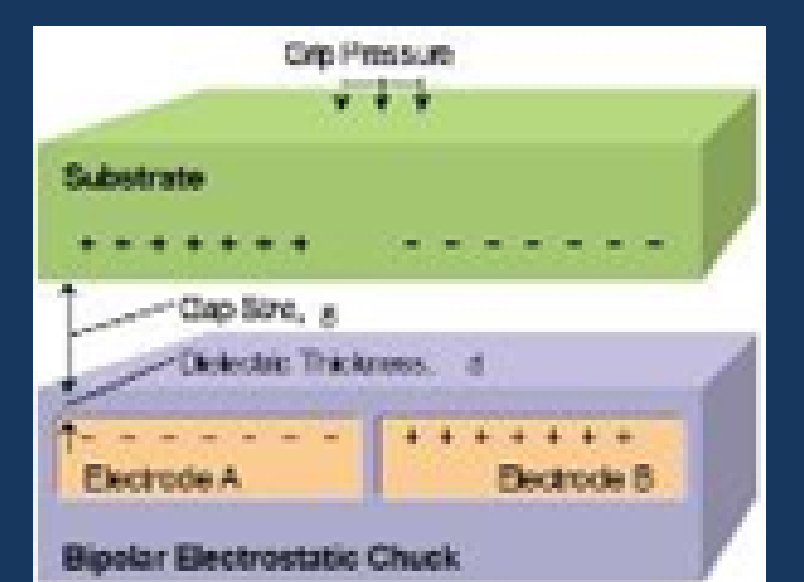 Grip Pressure
Substrate
+ + + + + + + - - - - - - -
Gap Size, g
Dielectric Thickness, d
- - - - - - - + + + + + + +
Electrode A Electrode B
Bipolar Electrostatic Chuck